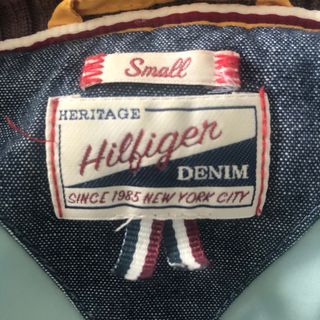 Small
HERITAGE
Hilfiger
DENIM
SINCE 1985 NEW YORK CITY